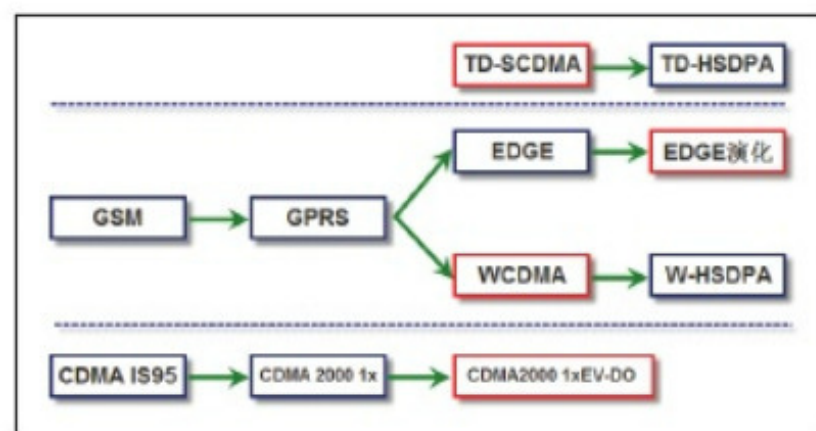 TD-SCDMA
TD-HSDPA
EDGE
EDGE演化
GSM
GPRS
WCDMA
W-HSDPA
CDMA IS95
CDMA 2000 1x
CDMA2000 1xEV-DO